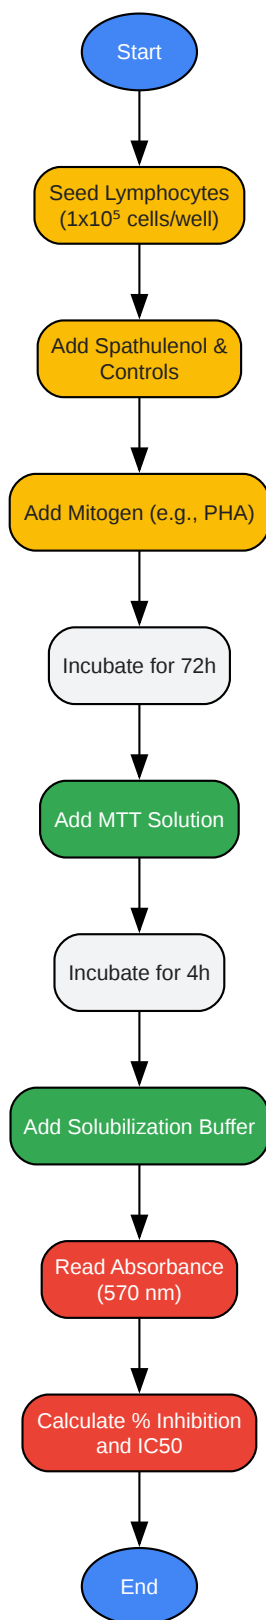 Start
Seed Lymphocytes
(1x10⁵ cells/well)
Add Spathulenol &
Controls
Add Mitogen (e.g., PHA)
Incubate for 72h
Add MTT Solution
Incubate for 4h
Add Solubilization Buffer
Read Absorbance
(570 nm)
Calculate % Inhibition
and IC50
End